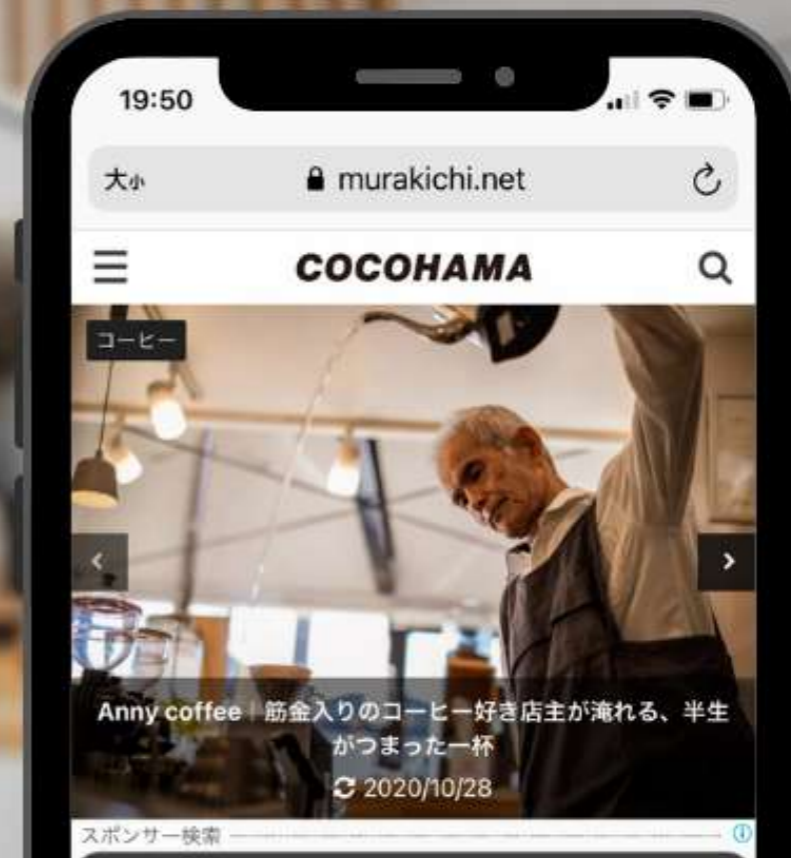 19:50
大小 murakichi.net
COCOHAMA
コーヒー
Anny coffee｜筋金入りのコーヒー好き店主が淹れる、半生
がつまった一杯
2020/10/28
スポンサー検索